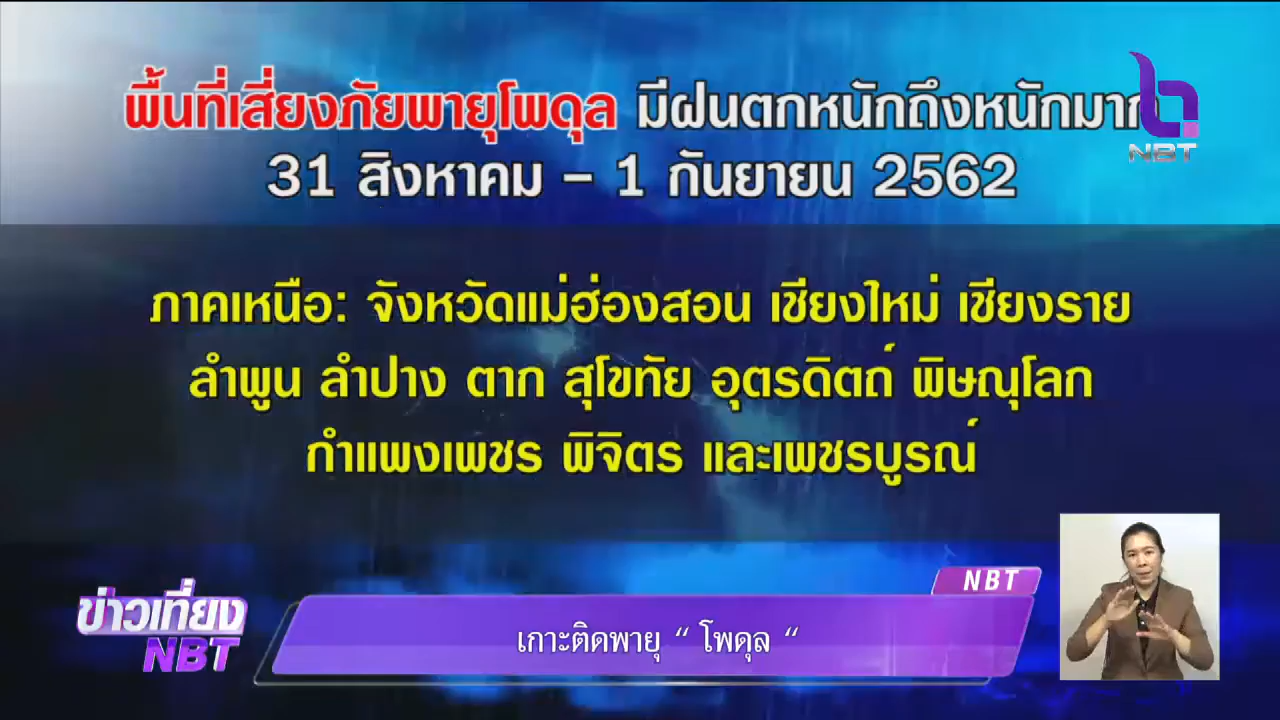 พื้นที่เสี่ยงภัยพายุโพดุล มีฝนตกหนักถึงหนักมาก
31 สิงหาคม – 1 กันยายน 2562
NBT
ภาคเหนือ: จังหวัดแม่ฮ่องสอน เชียงใหม่ เชียงราย
ลำพูน ลำปาง ตาก สุโขทัย อุตรดิตถ์ พิษณุโลก
กำแพงเพชร พิจิตร และเพชรบูรณ์
NBT
ข่าวเที่ยง
NBT
เกาะติดพายุ “ โพดุล “